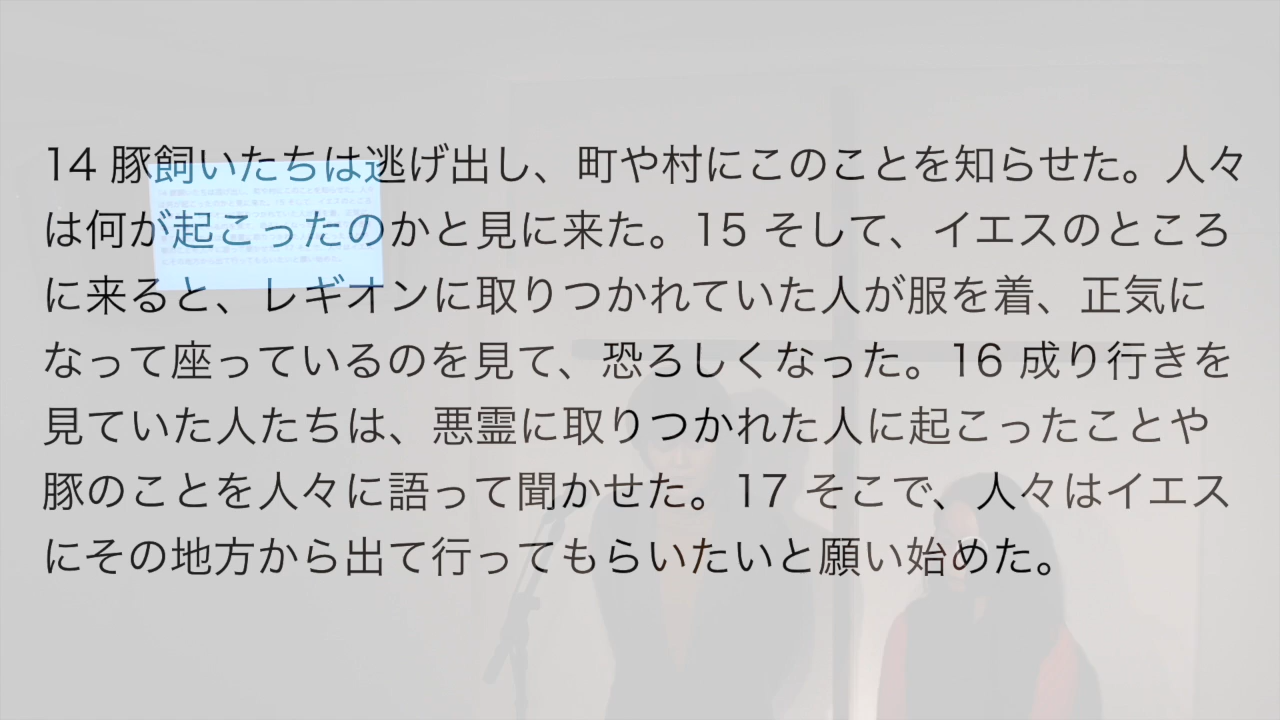 14 豚飼いたちは逃げ出し、町や村にこのことを知らせた。人々
は何が起こったのかと見に来た。15 そして、イエスのところ
に来ると、レギオンに取りつかれていた人が服を着、正気に
なって座っているのを見て、恐ろしくなった。16 成り行きを
見ていた人たちは、悪霊に取りつかれた人に起こったことや
豚のことを人々に語って聞かせた。17 そこで、人々はイエス
にその地方から出て行ってもらいたいと願い始めた。